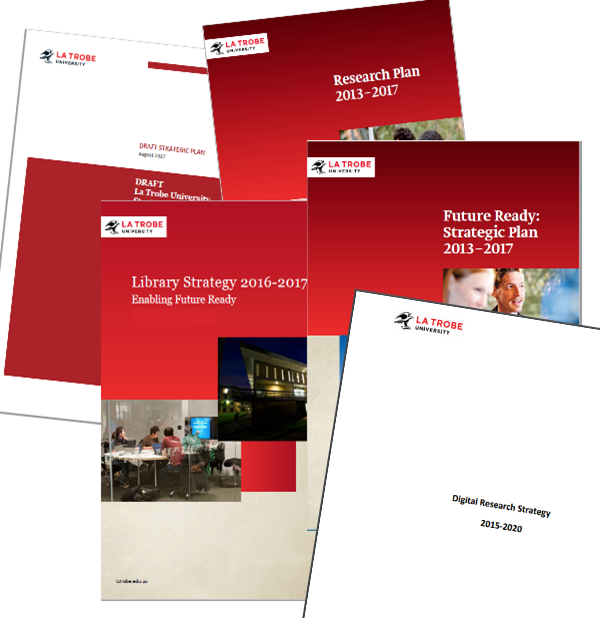 LA TROBE
UNIVERSITY
DRAFT STRATEGIC PLAN
August 2017
DRAFT
La Trobe University
LA TROBE
UNIVERSITY
Research Plan
2013–2017
LA TROBE
UNIVERSITY
Future Ready:
Strategic Plan
2013–2017
LA TROBE
UNIVERSITY
Library Strategy 2016-2017
Enabling Future Ready
latrobe.edu.au
LA TROBE
UNIVERSITY
Digital Research Strategy
2015-2020